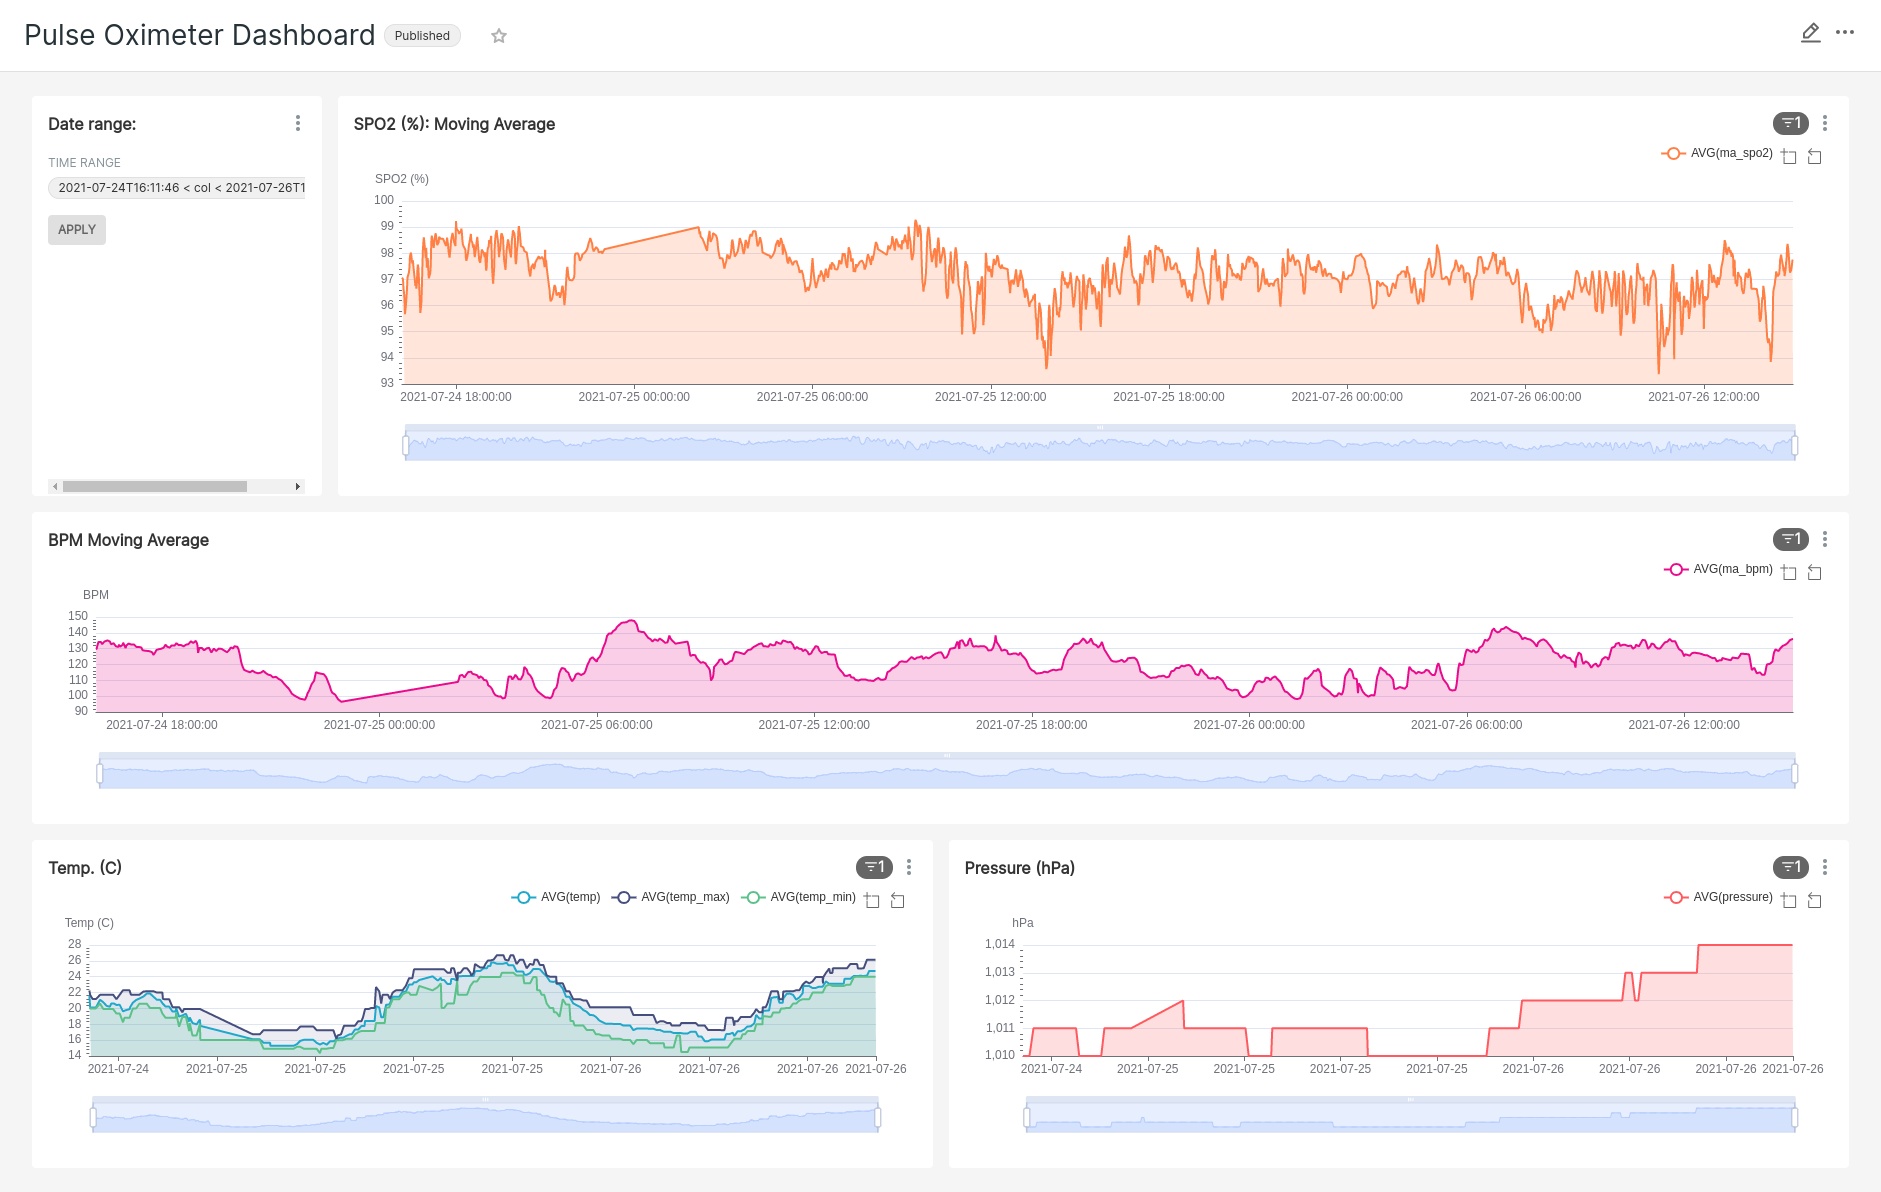 Pulse Oximeter Dashboard Published
Date range:
TIME RANGE
2021-07-24T16:11:46 < col < 2021-07-26T1
APPLY
SPO2 (%): Moving Average
1
AVG(ma_spo2)
SPO2 (%)
100
99
98
97
96
95
94
93
2021-07-24 18:00:00 2021-07-25 00:00:00 2021-07-25 06:00:00 2021-07-25 12:00:00 2021-07-25 18:00:00 2021-07-26 00:00:00 2021-07-26 06:00:00 2021-07-26 12:00:00
BPM Moving Average
1
AVG(ma_bpm)
BPM
150
140
130
120
110
100
90
2021-07-24 18:00:00 2021-07-25 00:00:00 2021-07-25 06:00:00 2021-07-25 12:00:00 2021-07-25 18:00:00 2021-07-26 00:00:00 2021-07-26 06:00:00 2021-07-26 12:00:00
Temp. (C)
1
AVG(temp) AVG(temp_max) AVG(temp_min)
Temp (C)
28
26
24
22
20
18
16
14
2021-07-24 2021-07-25 2021-07-25 2021-07-25 2021-07-25 2021-07-26 2021-07-26 2021-07-26 2021-07-26
Pressure (hPa)
1
AVG(pressure)
hPa
1,014
1,013
1,012
1,011
1,010
2021-07-24 2021-07-25 2021-07-25 2021-07-25 2021-07-25 2021-07-26 2021-07-26 2021-07-26 2021-07-26